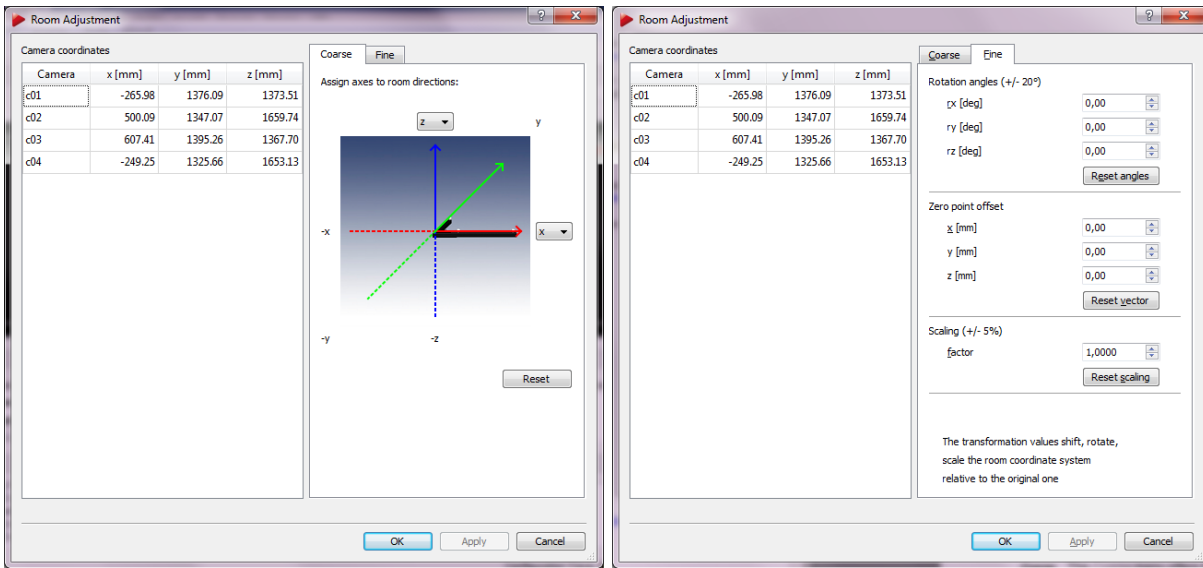 Room Adjustment
Camera coordinates
Camera x [mm] y [mm] z [mm]
c01 -265.98 1376.09 1373.51
c02 500.09 1347.07 1659.74
c03 607.41 1395.26 1367.70
c04 -249.25 1325.66 1653.13
Coarse Fine
Assign axes to room directions:
z y
-x x
-y -z
Reset
OK Apply Cancel
Room Adjustment
Camera coordinates
Camera x [mm] y [mm] z [mm]
c01 -265.98 1376.09 1373.51
c02 500.09 1347.07 1659.74
c03 607.41 1395.26 1367.70
c04 -249.25 1325.66 1653.13
Coarse Fine
Rotation angles (+/- 20°)
rx [deg] 0,00
ry [deg] 0,00
rz [deg] 0,00
Reset angles
Zero point offset
x [mm] 0,00
y [mm] 0,00
z [mm] 0,00
Reset vector
Scaling (+/- 5%)
factor 1,0000
Reset scaling
The transformation values shift, rotate,
scale the room coordinate system
relative to the original one
OK Apply Cancel